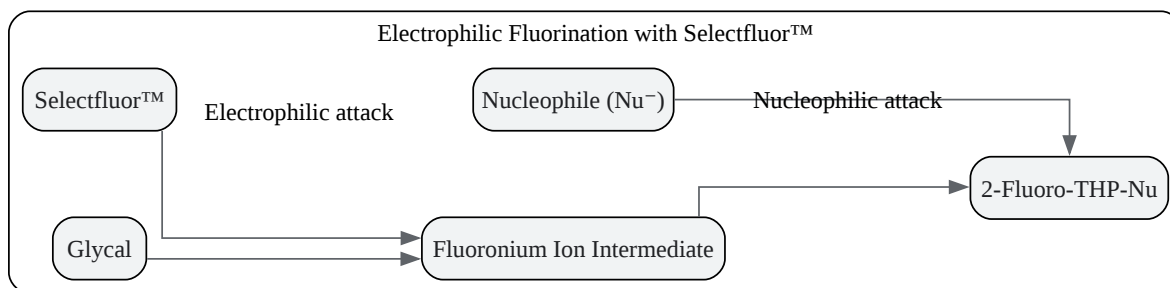 Electrophilic Fluorination with Selectfluor™
Selectfluor™
Electrophilic attack
Nucleophile (Nu⁻)
Nucleophilic attack
2-Fluoro-THP-Nu
Glycal
Fluoronium Ion Intermediate